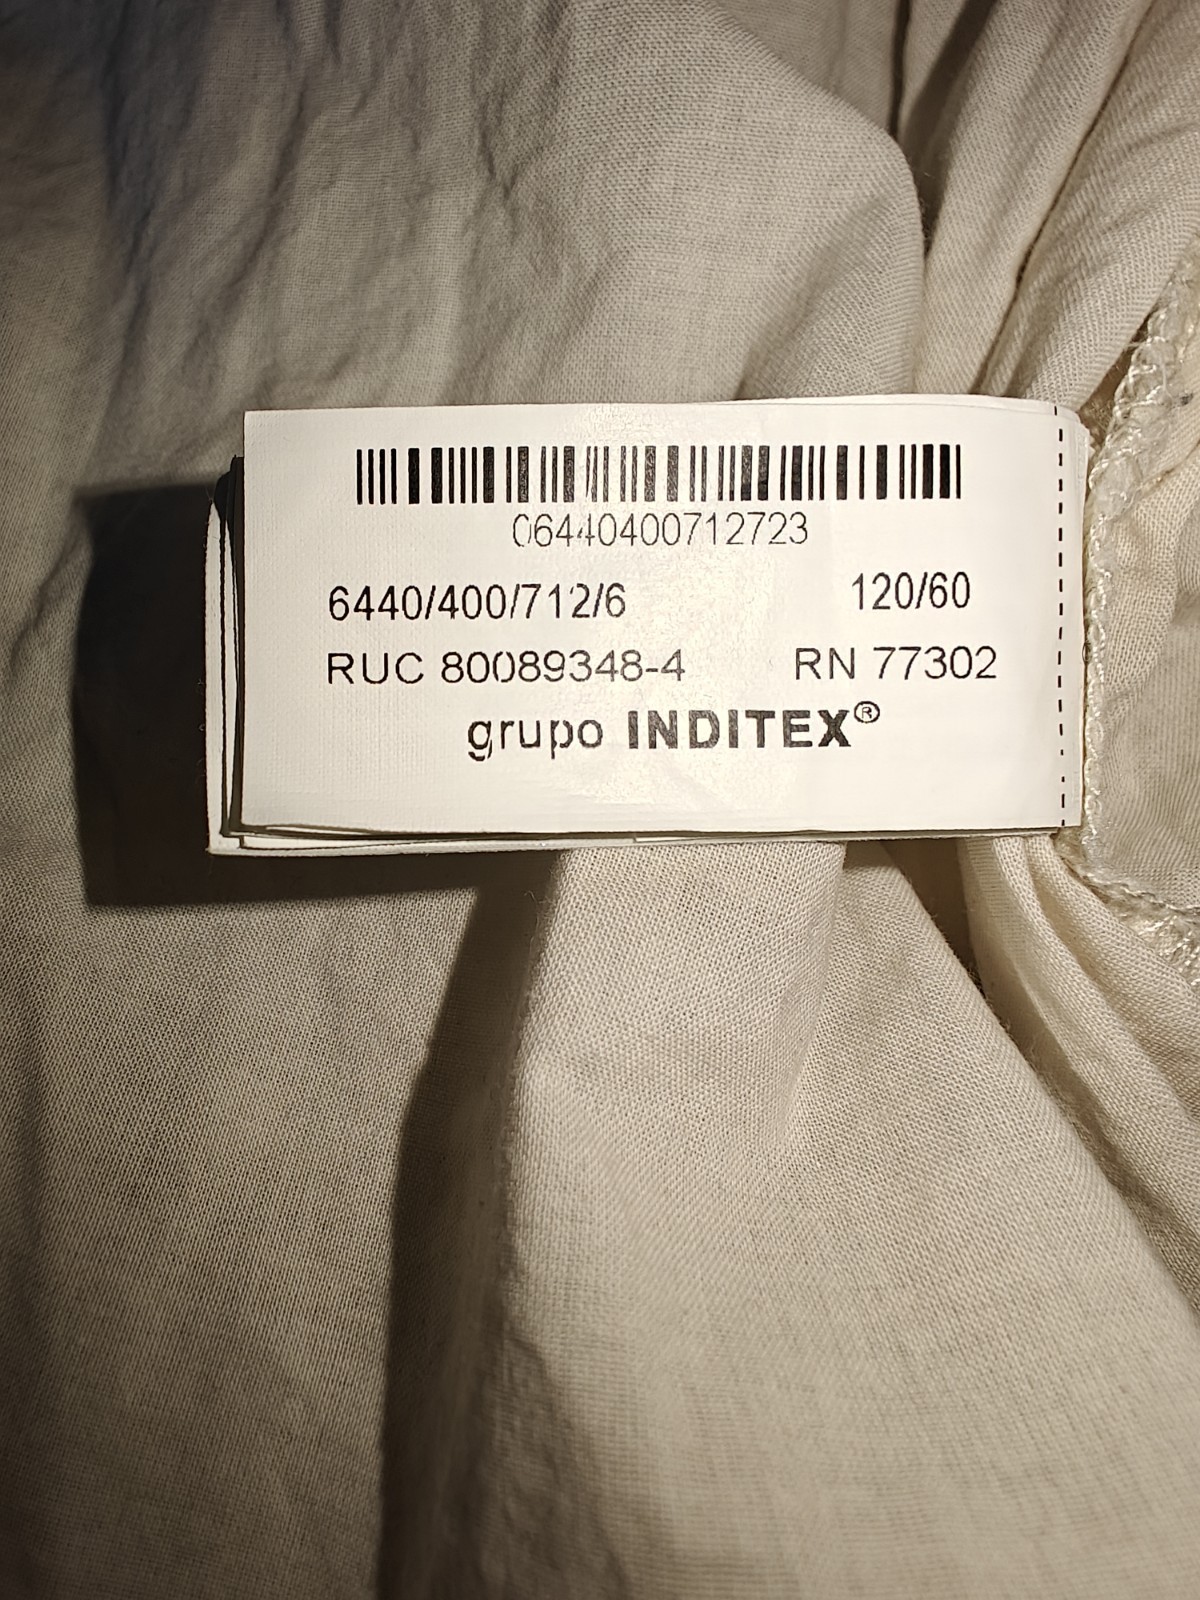 06440400712723
6440/400/712/6 120/60
RUC 80089348-4 RN 77302
grupo INDITEX®